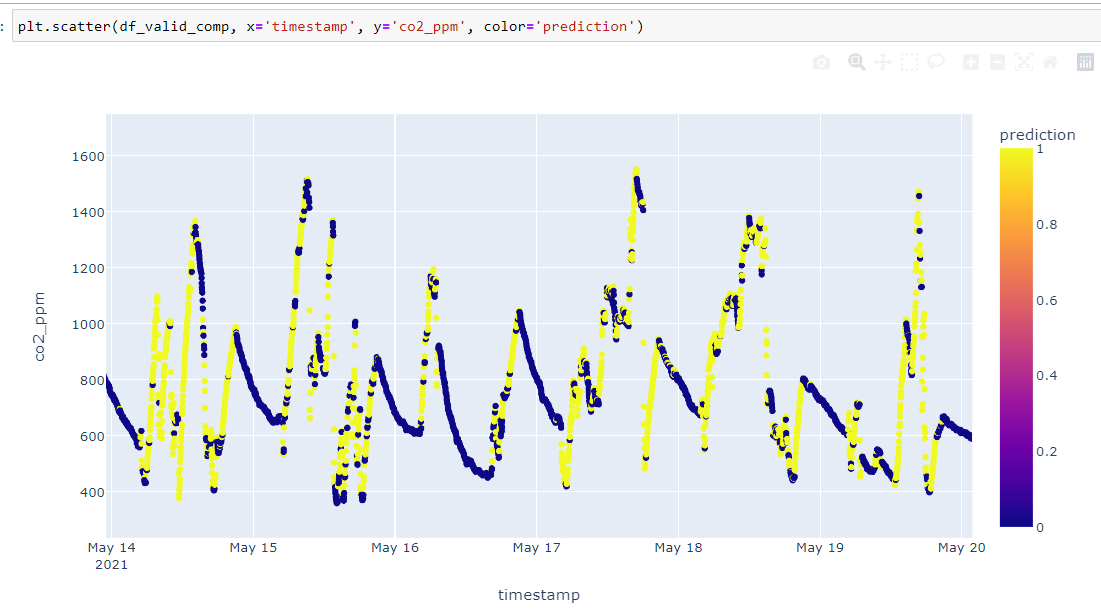 : plt.scatter(df_valid_comp, x='timestamp', y='co2_ppm', color='prediction')
prediction
1
0.8
0.6
0.4
0.2
0
co2_ppm
1600
1400
1200
1000
800
600
400
May 14
2021
May 15
May 16
May 17
May 18
May 19
May 20
timestamp